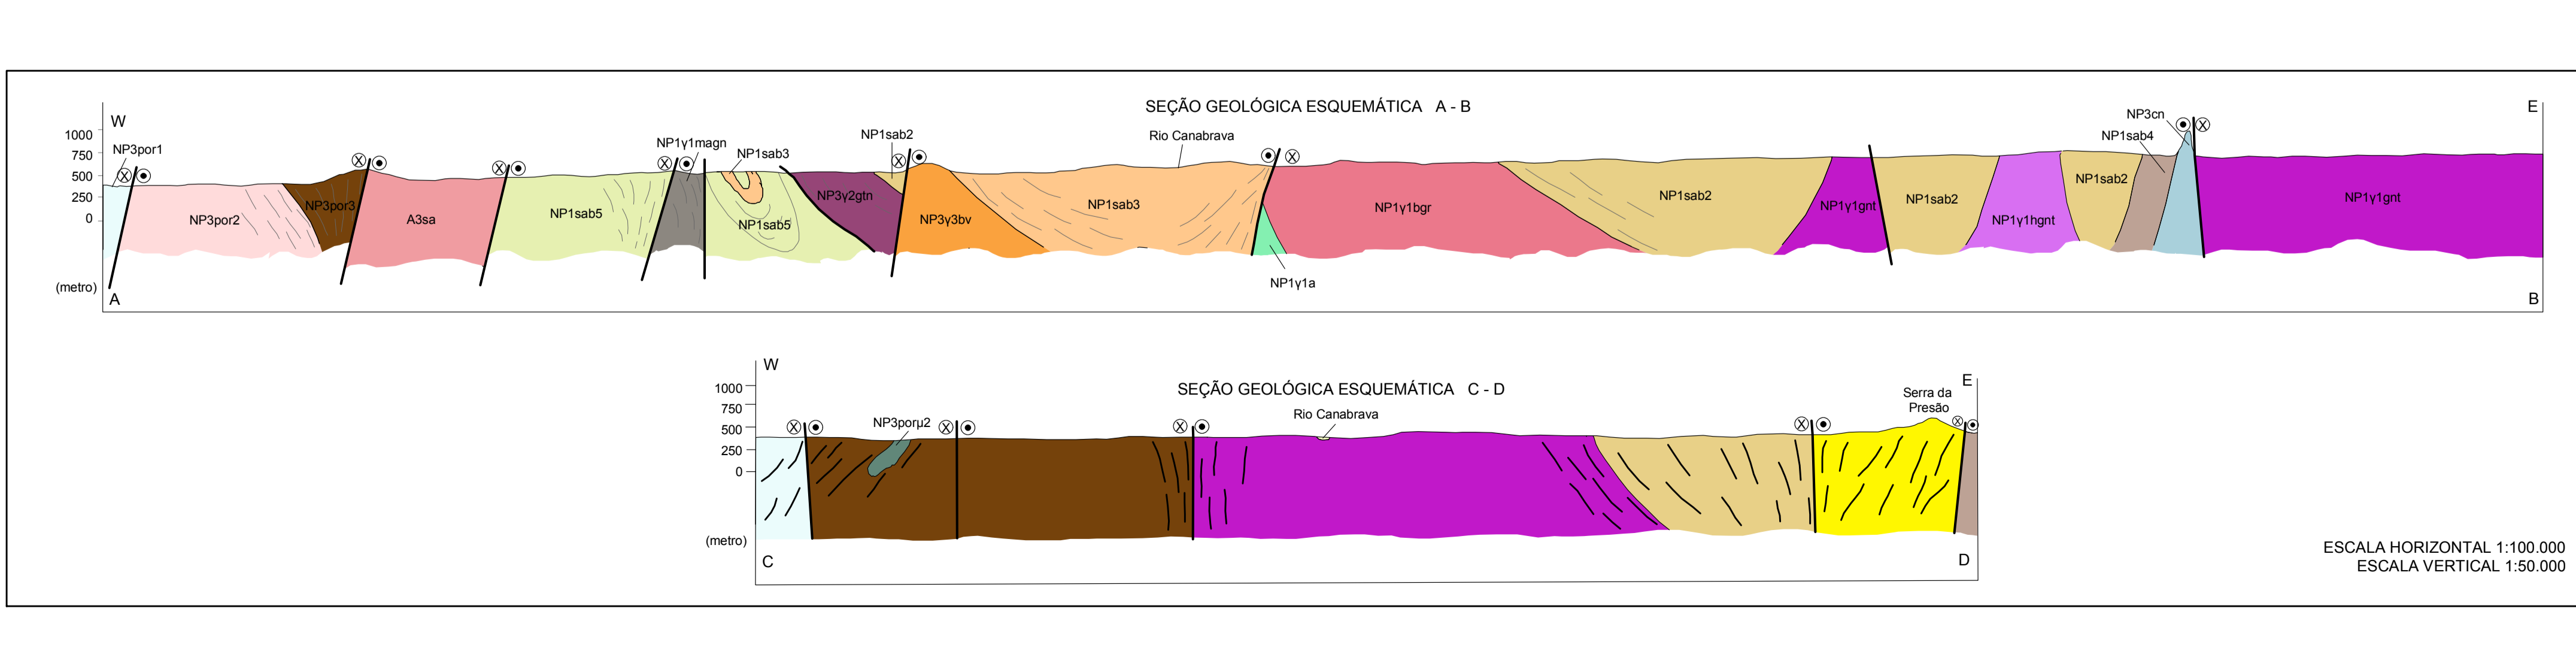 SEÇÃO GEOLÓGICA ESQUEMÁTICA A - B
W
E
1000
750
500
250
0
(metro)
A
B
NP3por1
NP3por2
NP3por3
A3sa
NP1sab5
NP1γ1magn
NP1sab3
NP1sab5
NP3γ2gtn
NP1sab2
NP3γ3bv
NP1sab3
Rio Canabrava
NP1γ1a
NP1γ1bgr
NP1sab2
NP1γ1gnt
NP1sab2
NP1γ1hgnt
NP1sab2
NP1sab4
NP3cn
NP1γ1gnt
SEÇÃO GEOLÓGICA ESQUEMÁTICA C - D
W
E
1000
750
500
250
0
(metro)
C
D
NP3porμ2
Rio Canabrava
Serra da
Presão
ESCALA HORIZONTAL 1:100.000
ESCALA VERTICAL 1:50.000